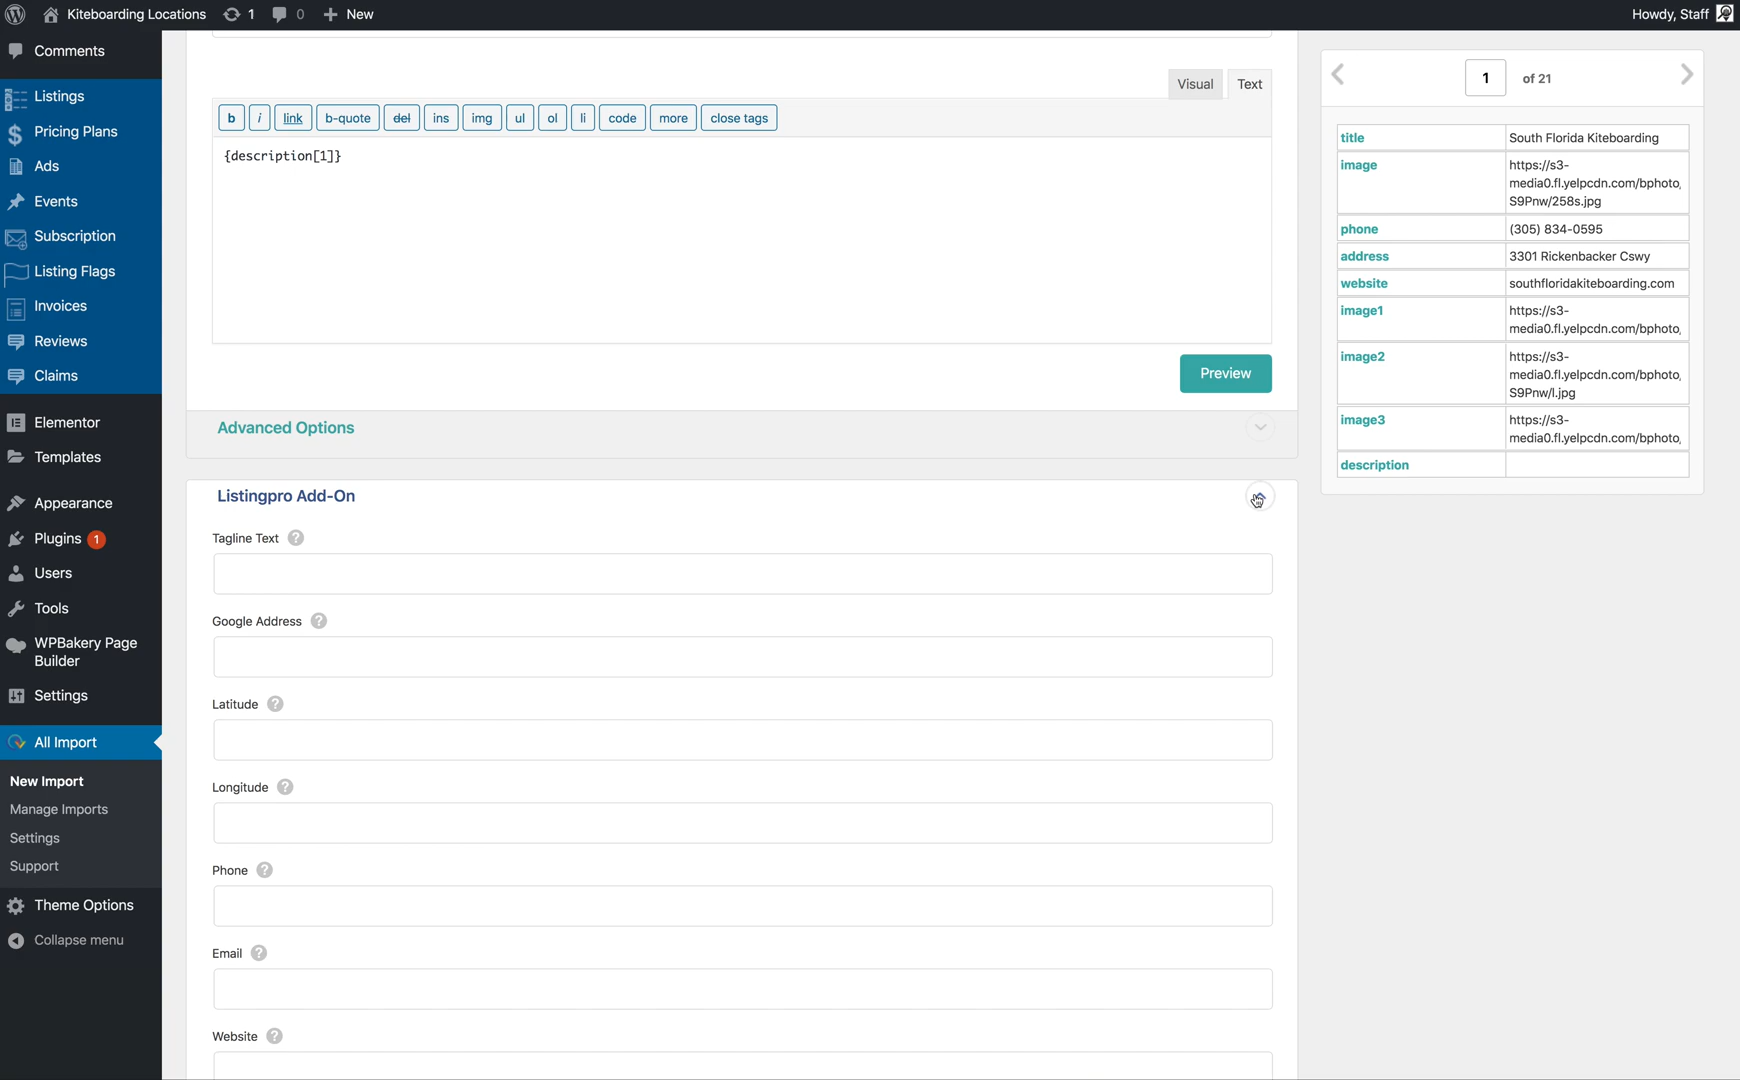 Kiteboarding Locations 1 0 New
Howdy, Staff
Comments
Listings
Pricing Plans
Ads
Events
Subscription
Listing Flags
Invoices
Reviews
Claims
Elementor
Templates
Appearance
Plugins 1
Users
Tools
WPBakery Page
Builder
Settings
All Import
New Import
Manage Imports
Settings
Support
Theme Options
Collapse menu
Visual Text
b i link b-quote del ins img ul ol li code more close tags
{description[1]}
Preview
Advanced Options
Listingpro Add-On
Tagline Text ?
Google Address ?
Latitude ?
Longitude ?
Phone ?
Email ?
Website ?
1 of 21
title South Florida Kiteboarding
image https://s3-
media0.fl.yelpcdn.com/bphoto,
S9Pnw/258s.jpg
phone (305) 834-0595
address 3301 Rickenbacker Cswy
website southfloridakiteboarding.com
image1 https://s3-
media0.fl.yelpcdn.com/bphoto,
image2 https://s3-
media0.fl.yelpcdn.com/bphoto,
S9Pnw/l.jpg
image3 https://s3-
media0.fl.yelpcdn.com/bphoto,
description